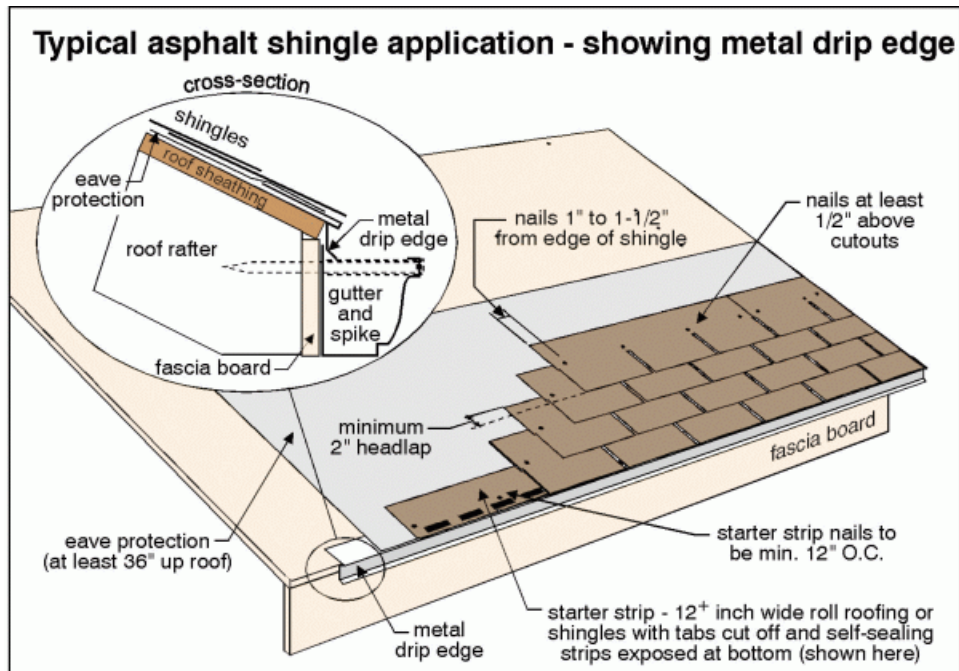 Typical asphalt shingle application - showing metal drip edge
cross-section
shingles
roof sheathing
eave
protection
roof rafter
metal
drip edge
gutter
and
spike
fascia board
nails 1" to 1-1/2"
from edge of shingle
nails at least
1/2" above
cutouts
minimum
2" headlap
fascia board
eave protection
(at least 36" up roof)
starter strip nails to
be min. 12" O.C.
metal
drip edge
starter strip - 12+ inch wide roll roofing or
shingles with tabs cut off and self-sealing
strips exposed at bottom (shown here)